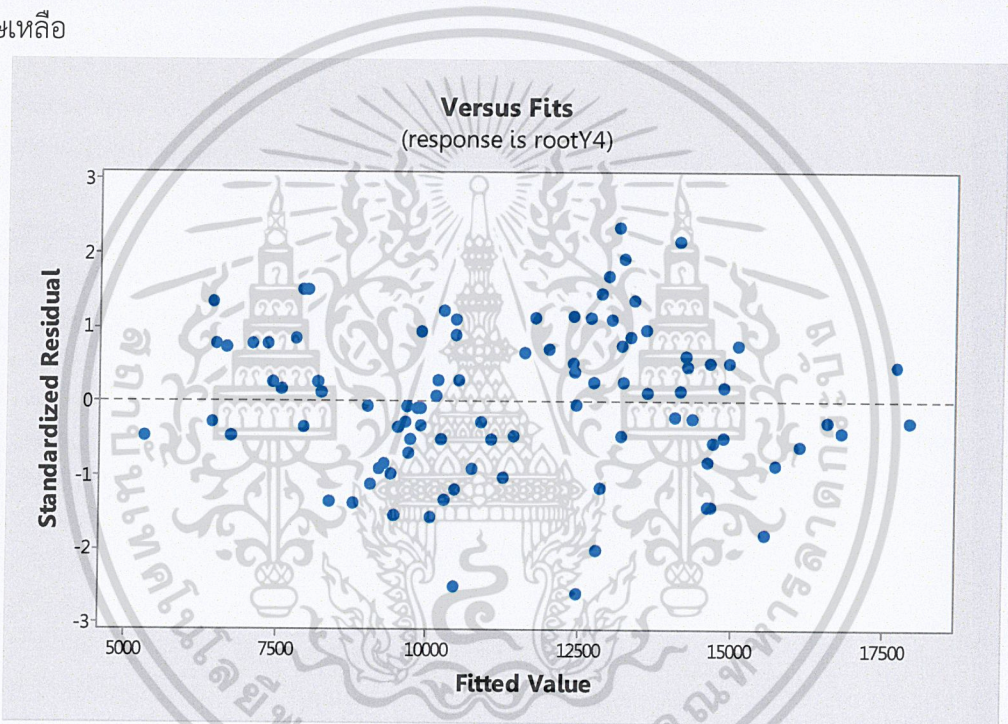 ษเหลือ
Versus Fits
(response is rootY4)
Standardized Residual
3
2
1
0
-1
-2
-3
5000
7500
10000
12500
15000
17500
Fitted Value